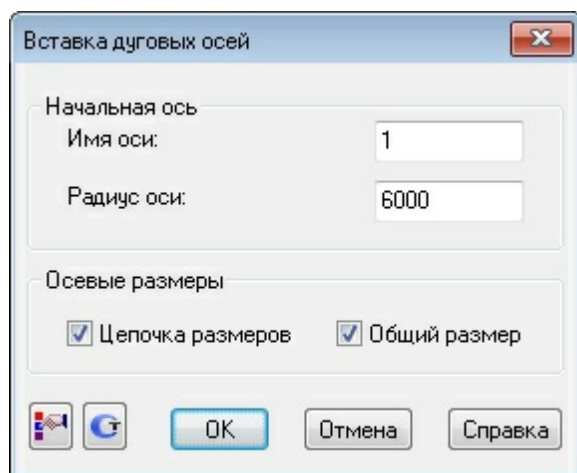 Вставка дуговых осей
Начальная ось
Имя оси: 1
Радиус оси: 6000
Осевые размеры
Цепочка размеров Общий размер
ОК Отмена Справка